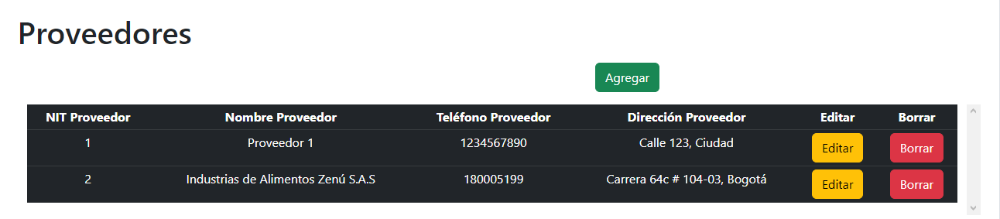 Proveedores
Agregar
NIT Proveedor Nombre Proveedor Teléfono Proveedor Dirección Proveedor Editar Borrar
1 Proveedor 1 1234567890 Calle 123, Ciudad Editar Borrar
2 Industrias de Alimentos Zenú S.A.S 180005199 Carrera 64c # 104-03, Bogotá Editar Borrar